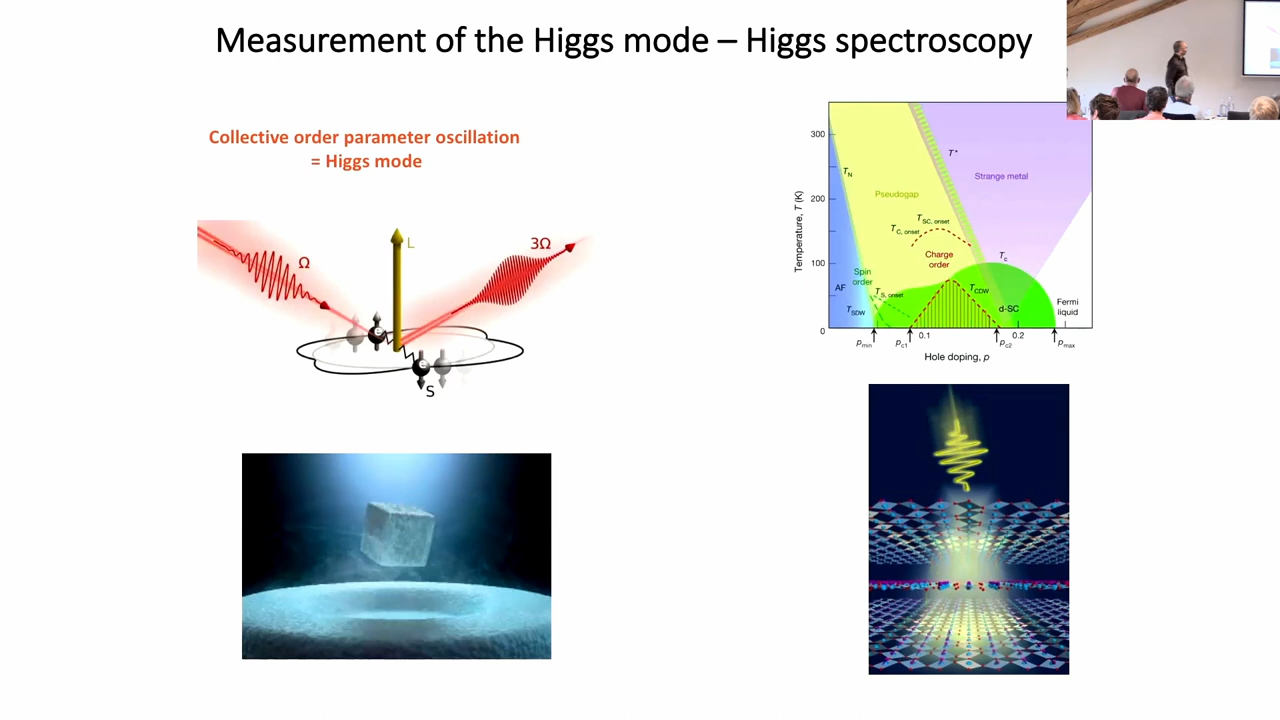 Measurement of the Higgs mode – Higgs spectroscopy
Collective order parameter oscillation
= Higgs mode
Ω
L
3Ω
e
e
S
Temperature, T (K)
300
200
100
0
T_N
T*
Strange metal
Pseudogap
T_SC, onset
T_C, onset
Charge
order
T_c
Spin
order
AF
T_S, onset
T_CDW
T_SDW
d-SC
Fermi
liquid
0.1
0.2
p_min
p_c1
p_c2
p_max
Hole doping, p